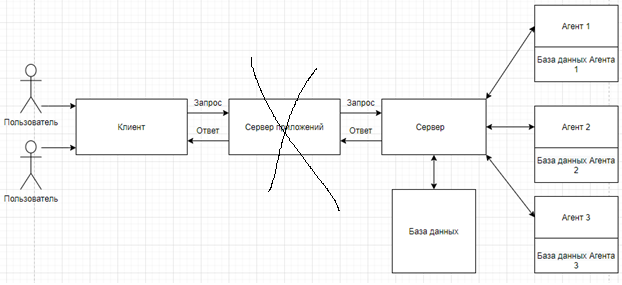 Пользователь
Пользователь
Клиент
Запрос
Ответ
Сервер приложений
Запрос
Ответ
Сервер
База данных
Агент 1
База данных Агента
1
Агент 2
База данных Агента
2
Агент 3
База данных Агента
3